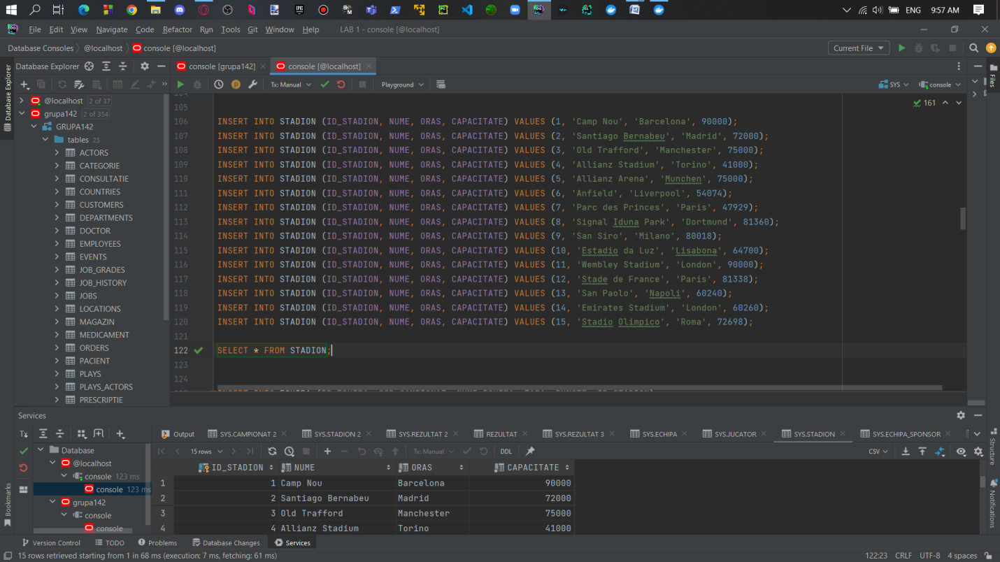 ENG 9:57 AM
File Edit View Navigate Code Refactor Run Tools Git Window Help LAB 1 - console [@localhost]
Database Consoles @localhost console [@localhost] Current File
Database Explorer console [grupa142] console [@localhost]
Tx: Manual Playground SYS console
Database Explorer
Files
@localhost 2 of 37
grupa142 2 of 354
GRUPA142
tables 25
ACTORS
CATEGORIE
CONSULTATIE
COUNTRIES
CUSTOMERS
DEPARTMENTS
DOCTOR
EMPLOYEES
EVENTS
JOB_GRADES
JOB_HISTORY
JOBS
LOCATIONS
MAGAZIN
MEDICAMENT
ORDERS
PACIENT
PLAYS
PLAYS_ACTORS
PRESCRIPTIE
161
105
106 INSERT INTO STADION (ID_STADION, NUME, ORAS, CAPACITATE) VALUES (1, 'Camp Nou', 'Barcelona', 90000);
107 INSERT INTO STADION (ID_STADION, NUME, ORAS, CAPACITATE) VALUES (2, 'Santiago Bernabeu', 'Madrid', 72000);
108 INSERT INTO STADION (ID_STADION, NUME, ORAS, CAPACITATE) VALUES (3, 'Old Trafford', 'Manchester', 75000);
109 INSERT INTO STADION (ID_STADION, NUME, ORAS, CAPACITATE) VALUES (4, 'Allianz Stadium', 'Torino', 41000);
110 INSERT INTO STADION (ID_STADION, NUME, ORAS, CAPACITATE) VALUES (5, 'Allianz Arena', 'Munchen', 75000);
111 INSERT INTO STADION (ID_STADION, NUME, ORAS, CAPACITATE) VALUES (6, 'Anfield', 'Liverpool', 54074);
112 INSERT INTO STADION (ID_STADION, NUME, ORAS, CAPACITATE) VALUES (7, 'Parc des Princes', 'Paris', 47929);
113 INSERT INTO STADION (ID_STADION, NUME, ORAS, CAPACITATE) VALUES (8, 'Signal Iduna Park', 'Dortmund', 81360);
114 INSERT INTO STADION (ID_STADION, NUME, ORAS, CAPACITATE) VALUES (9, 'San Siro', 'Milano', 80018);
115 INSERT INTO STADION (ID_STADION, NUME, ORAS, CAPACITATE) VALUES (10, 'Estadio da Luz', 'Lisabona', 64700);
116 INSERT INTO STADION (ID_STADION, NUME, ORAS, CAPACITATE) VALUES (11, 'Wembley Stadium', 'London', 90000);
117 INSERT INTO STADION (ID_STADION, NUME, ORAS, CAPACITATE) VALUES (12, 'Stade de France', 'Paris', 81338);
118 INSERT INTO STADION (ID_STADION, NUME, ORAS, CAPACITATE) VALUES (13, 'San Paolo', 'Napoli', 60240);
119 INSERT INTO STADION (ID_STADION, NUME, ORAS, CAPACITATE) VALUES (14, 'Emirates Stadium', 'London', 60260);
120 INSERT INTO STADION (ID_STADION, NUME, ORAS, CAPACITATE) VALUES (15, 'Stadio Olimpico', 'Roma', 72698);
121
122 SELECT * FROM STADION;
123
124
Services
Tx
Database
@localhost
console 123 ms
console 123 ms
grupa142
console
console
Output SYS.CAMPIONAT 2 SYS.STADION 2 SYS.REZULTAT 2 REZULTAT SYS.REZULTAT 3 SYS.ECHIPA SYS.JUCATOR SYS.STADION SYS.ECHIPA_SPONSOR
15 rows Tx: Manual DDL CSV
ID_STADION NUME ORAS CAPACITATE
1 1 Camp Nou Barcelona 90000
2 2 Santiago Bernabeu Madrid 72000
3 3 Old Trafford Manchester 75000
4 4 Allianz Stadium Torino 41000
Bookmarks
Structure
Notifications
Version Control TODO Problems Database Changes Services
15 rows retrieved starting from 1 in 68 ms (execution: 7 ms, fetching: 61 ms) 122:23 CRLF UTF-8 4 spaces